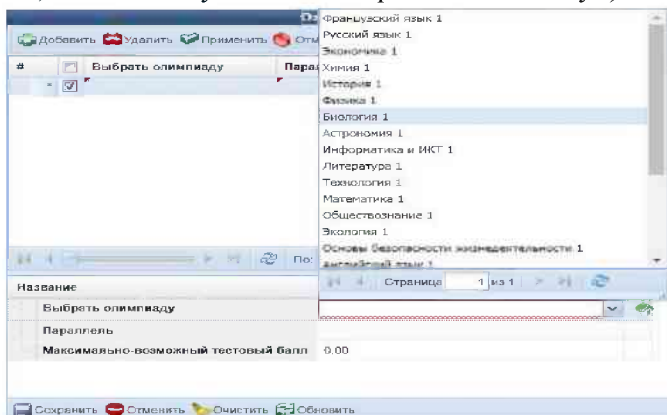 Добавить Удалить Применить
# Выбрать олимпиаду
*
Французский язык 1
Русский язык 1
Экономика 1
Химия 1
История 1
Физика 1
Биология 1
Астрономия 1
Информатика и ИКТ 1
Литература 1
Технология 1
Математика 1
Обществознание 1
Экология 1
Основы безопасности жизнедеятельности 1
Английский язык 1
Страница 1 из 1
Название
Выбрать олимпиаду
Параллель
Максимально-возможный тестовый балл 0.00
Сохранить Отменить Очистить Обновить